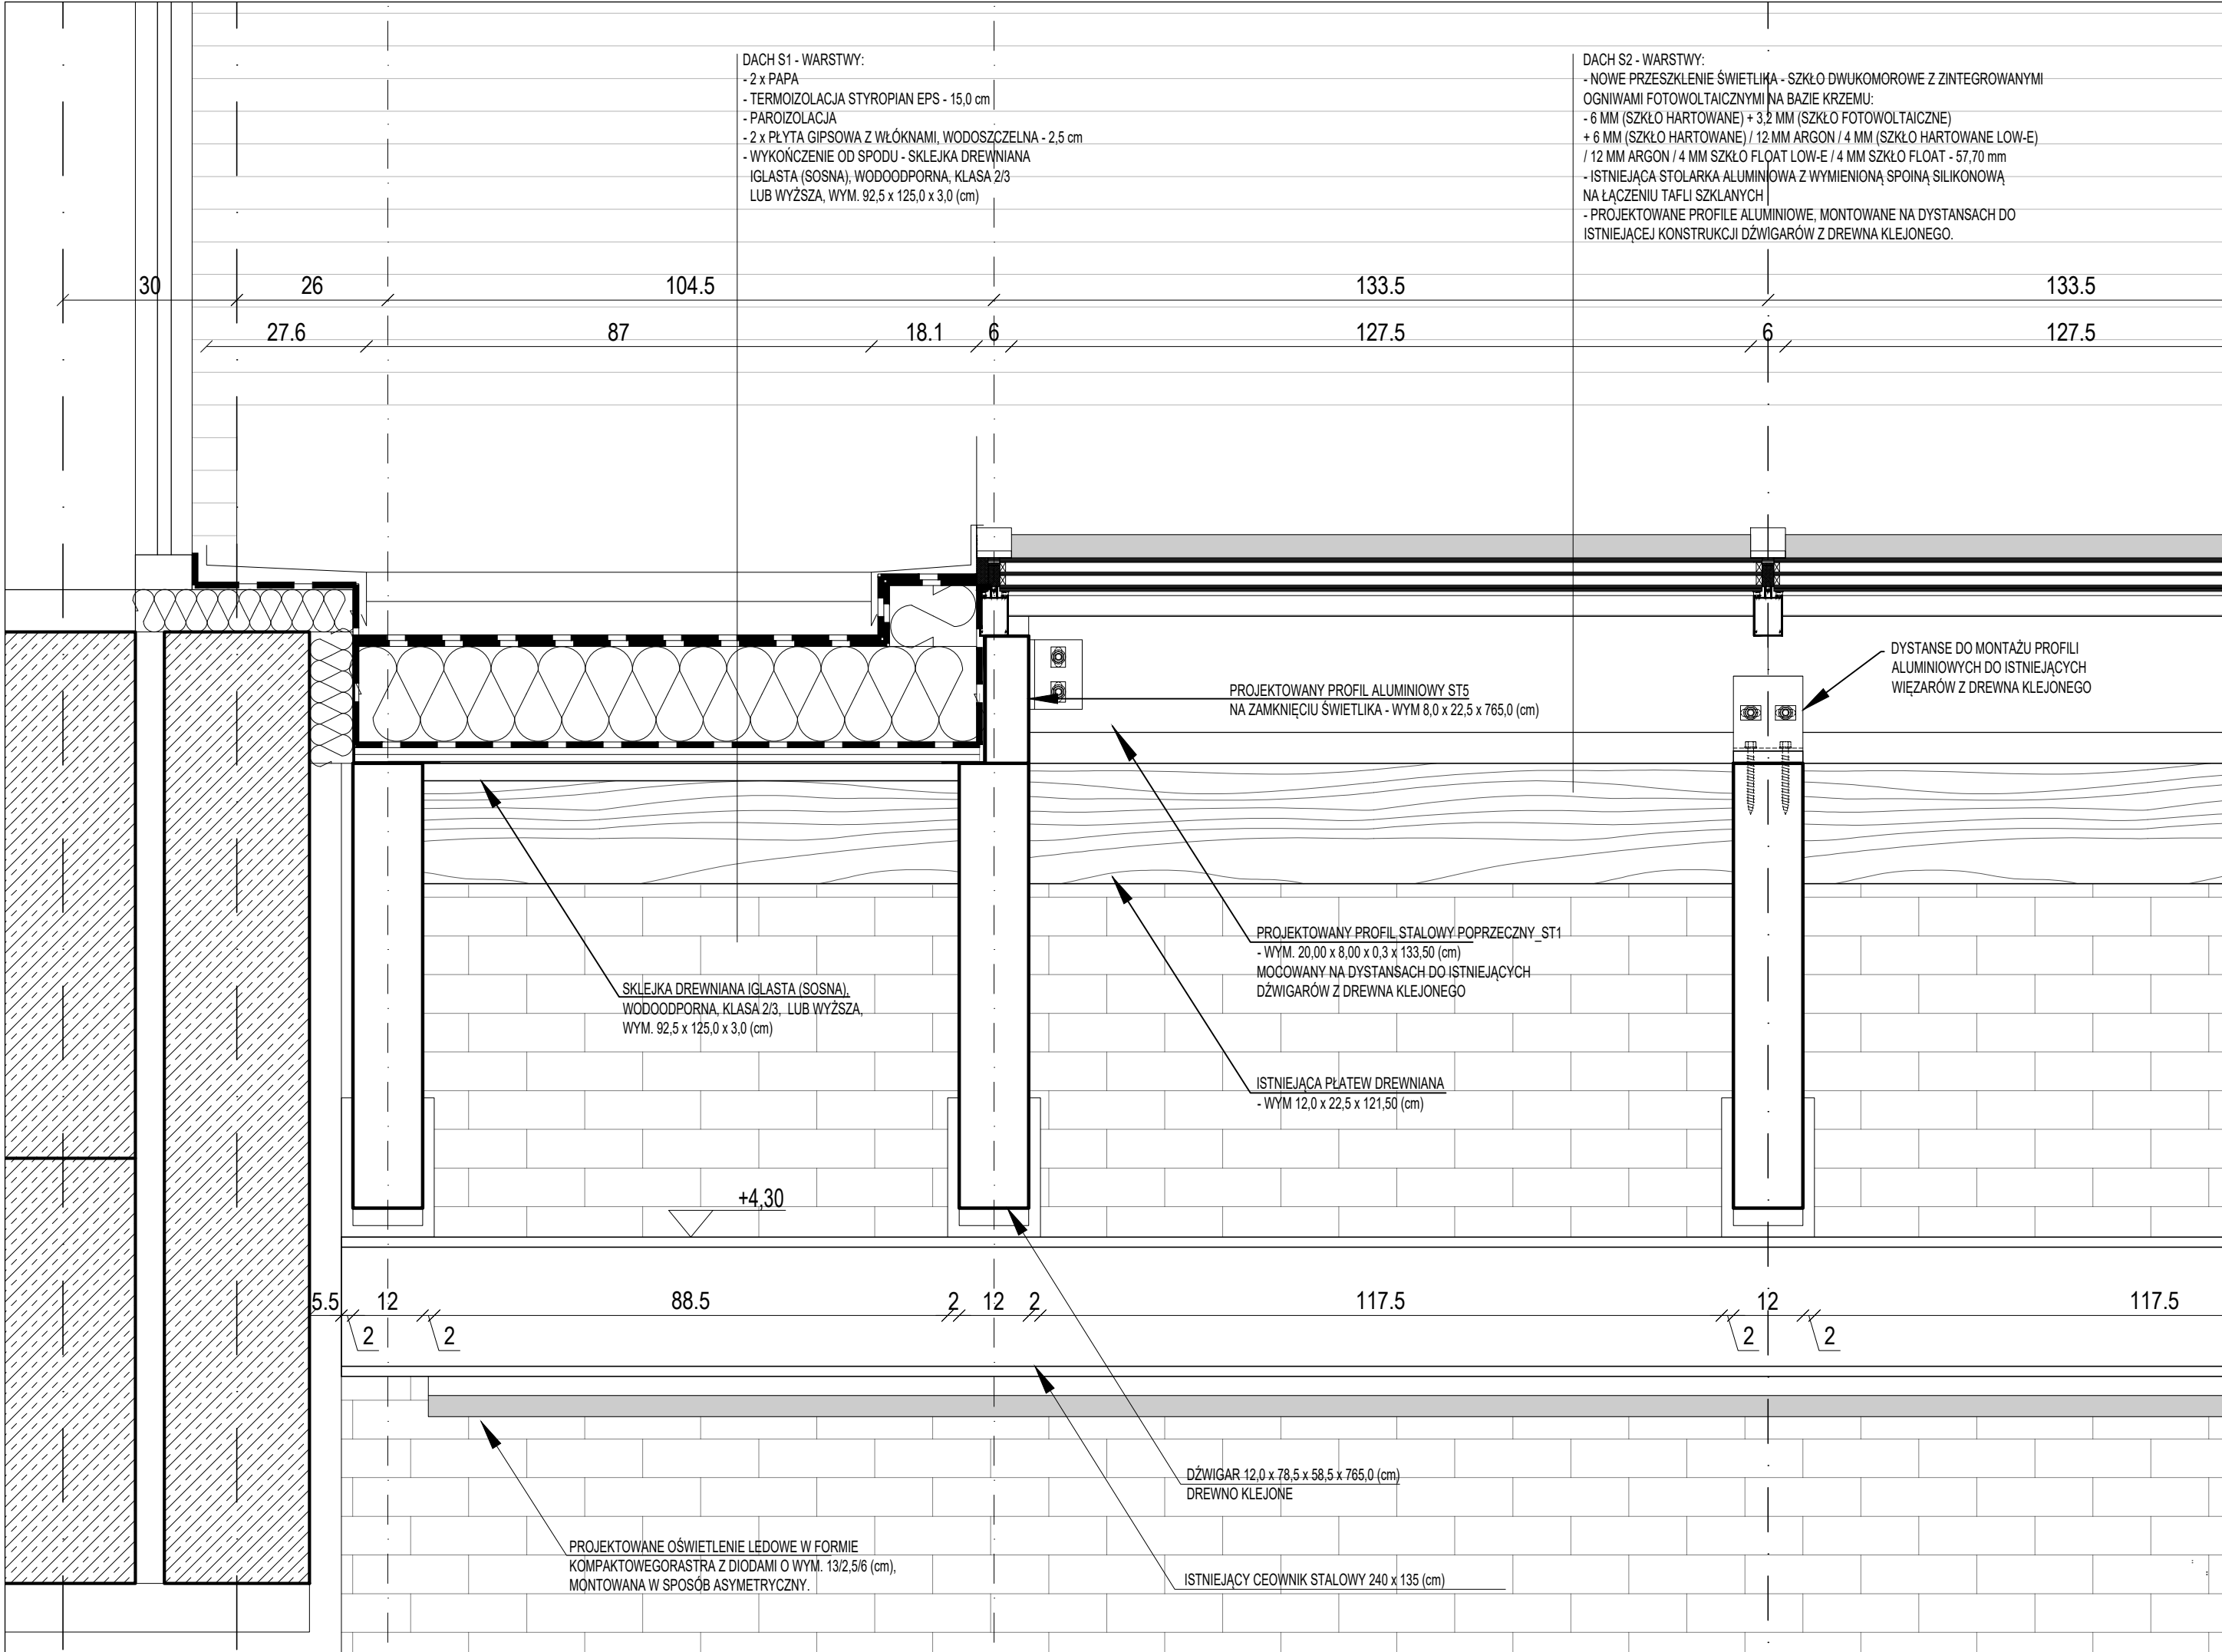 DACH S1 - WARSTWY:
- 2 x PAPA
- TERMOIZOLACJA STYROPIAN EPS - 15,0 cm
- PAROIZOLACJA
- 2 x PŁYTA GIPSOWA Z WŁÓKNAMI, WODOSZCZELNA - 2,5 cm
- WYKOŃCZENIE OD SPODU - SKLEJKA DREWNIANA
IGLASTA (SOSNA), WODOODPORNA, KLASA 2/3
LUB WYŻSZA, WYM. 92,5 x 125,0 x 3,0 (cm)
DACH S2 - WARSTWY:
- NOWE PRZESZKLENIE ŚWIETLIKA - SZKŁO DWUKOMOROWE Z ZINTEGROWANYMI
OGNIWAMI FOTOWOLTAICZNYMI NA BAZIE KRZEMU:
- 6 MM (SZKŁO HARTOWANE) + 3,2 MM (SZKŁO FOTOWOLTAICZNE)
+ 6 MM (SZKŁO HARTOWANE) / 12 MM ARGON / 4 MM (SZKŁO HARTOWANE LOW-E)
/ 12 MM ARGON / 4 MM SZKŁO FLOAT LOW-E / 4 MM SZKŁO FLOAT - 57,70 mm
- ISTNIEJĄCA STOLARKA ALUMINIOWA Z WYMIENIONĄ SPOINĄ SILIKONOWĄ
NA ŁĄCZENIU TAFLI SZKLANYCH
- PROJEKTOWANE PROFILE ALUMINIOWE, MONTOWANE NA DYSTANSACH DO
ISTNIEJĄCEJ KONSTRUKCJI DŹWIGARÓW Z DREWNA KLEJONEGO.
30 26 104.5 133.5 133.5
27.6 87 18.1 6 127.5 6 127.5
DYSTANSE DO MONTAŻU PROFILI
ALUMINIOWYCH DO ISTNIEJĄCYCH
WIĘZARÓW Z DREWNA KLEJONEGO
PROJEKTOWANY PROFIL ALUMINIOWY ST5
NA ZAMKNIĘCIU ŚWIETLIKA - WYM 8,0 x 22,5 x 765,0 (cm)
PROJEKTOWANY PROFIL STALOWY POPRZECZNY_ST1
- WYM. 20,00 x 8,00 x 0,3 x 133,50 (cm)
MOCOWANY NA DYSTANSACH DO ISTNIEJĄCYCH
DŹWIGARÓW Z DREWNA KLEJONEGO
SKLEJKA DREWNIANA IGLASTA (SOSNA),
WODOODPORNA, KLASA 2/3, LUB WYŻSZA,
WYM. 92,5 x 125,0 x 3,0 (cm)
ISTNIEJĄCA PŁATEW DREWNIANA
- WYM 12,0 x 22,5 x 121,50 (cm)
+4,30
5.5 12 88.5 2 12 2 117.5 12 117.5
2 2 2 2
DŹWIGAR 12,0 x 78,5 x 58,5 x 765,0 (cm)
DREWNO KLEJONE
PROJEKTOWANE OŚWIETLENIE LEDOWE W FORMIE
KOMPAKTOWEGORASTRA Z DIODAMI O WYM. 13/2,5/6 (cm),
MONTOWANA W SPOSÓB ASYMETRYCZNY.
ISTNIEJĄCY CEOWNIK STALOWY 240 x 135 (cm)